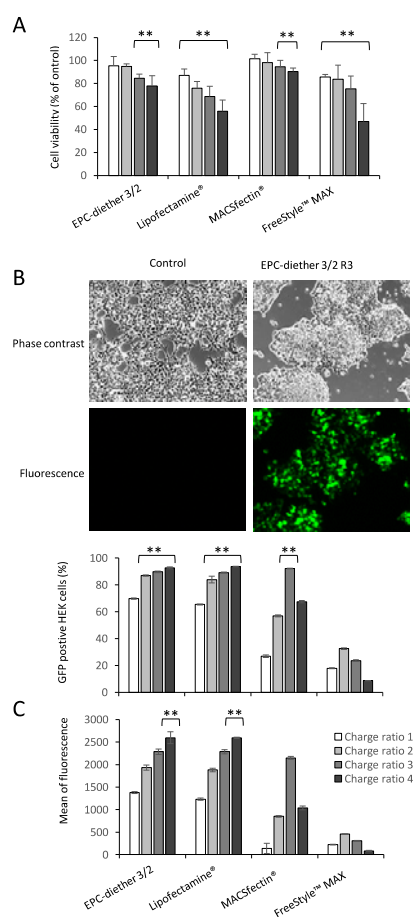 A
** ** ** **
Cell viability (% of ontrol)
120
100
80
60
40
20
0
EPC-diether 3/2
Lipofectamine®
MACSfectin®
FreeStyle™ MAX
B
Control EPC-diether 3/2 R3
Phase contrast
Fluorescence
** ** **
GFP postive HEK cells (%)
100
80
60
40
20
0
C
** **
Mean of fluorescence
3000
2500
2000
1500
1000
500
0
Charge ratio 1
Charge ratio 2
Charge ratio 3
Charge ratio 4
EPC-diether 3/2
Lipofectamine®
MACSfectin®
FreeStyle™ MAX